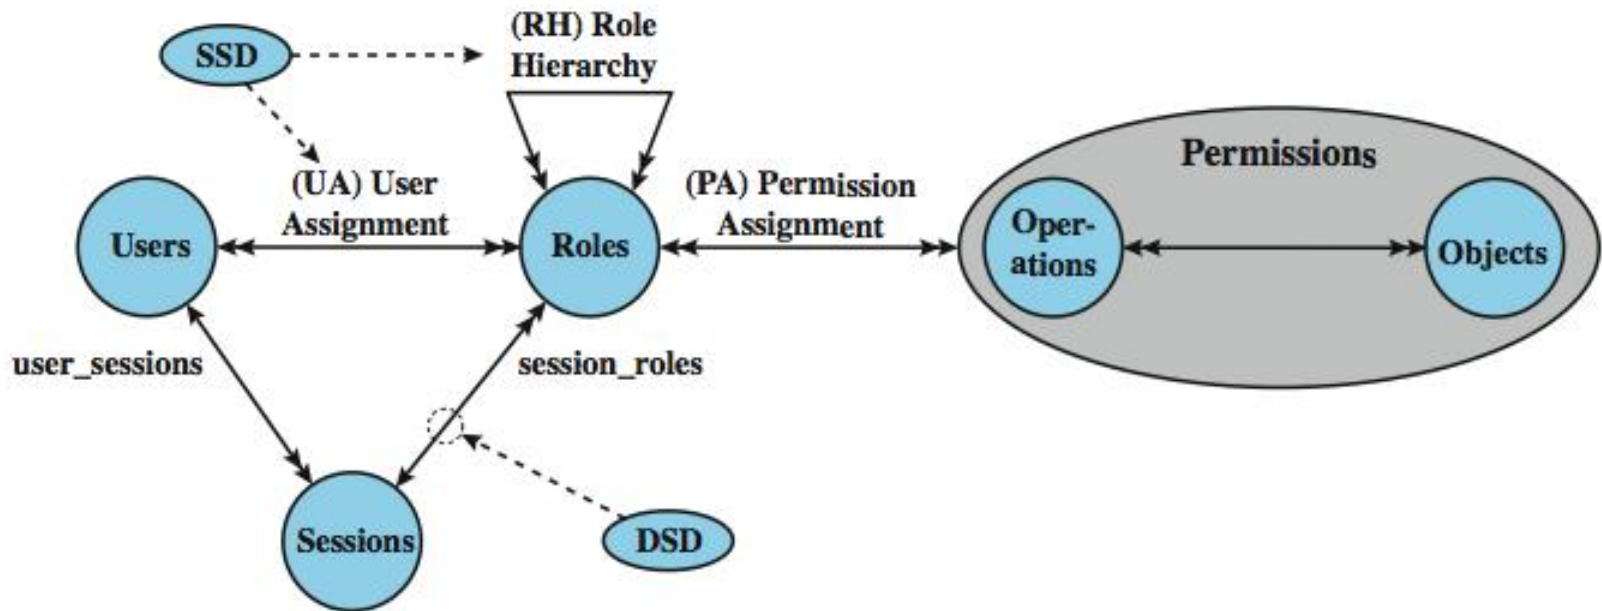 SSD
(RH) Role
Hierarchy
Permissions
(UA) User
Assignment
(PA) Permission
Assignment
Users
Roles
Oper-
ations
Objects
user_sessions
session_roles
Sessions
DSD